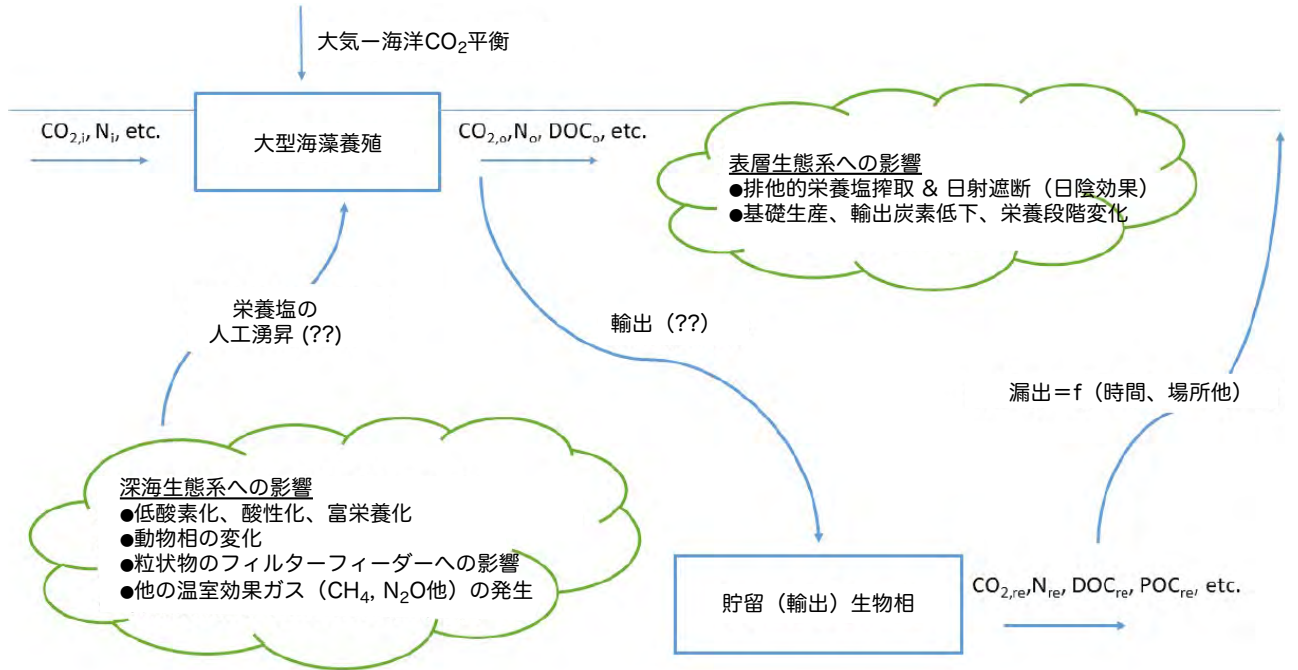 大気ー海洋CO₂平衡
CO₂,ᵢ, Nᵢ, etc.
大型海藻養殖
CO₂,ₒ,Nₒ, DOCₒ, etc.
表層生態系への影響
●排他的栄養塩搾取 & 日射遮断（日陰効果）
●基礎生産、輸出炭素低下、栄養段階変化
栄養塩の
人工湧昇 (??)
輸出（??）
漏出＝f（時間、場所他）
深海生態系への影響
●低酸素化、酸性化、富栄養化
●動物相の変化
●粒状物のフィルターフィーダーへの影響
●他の温室効果ガス（CH₄, N₂O他）の発生
貯留（輸出）生物相
CO₂,ᵣₑ,Nᵣₑ, DOCᵣₑ, POCᵣₑ, etc.